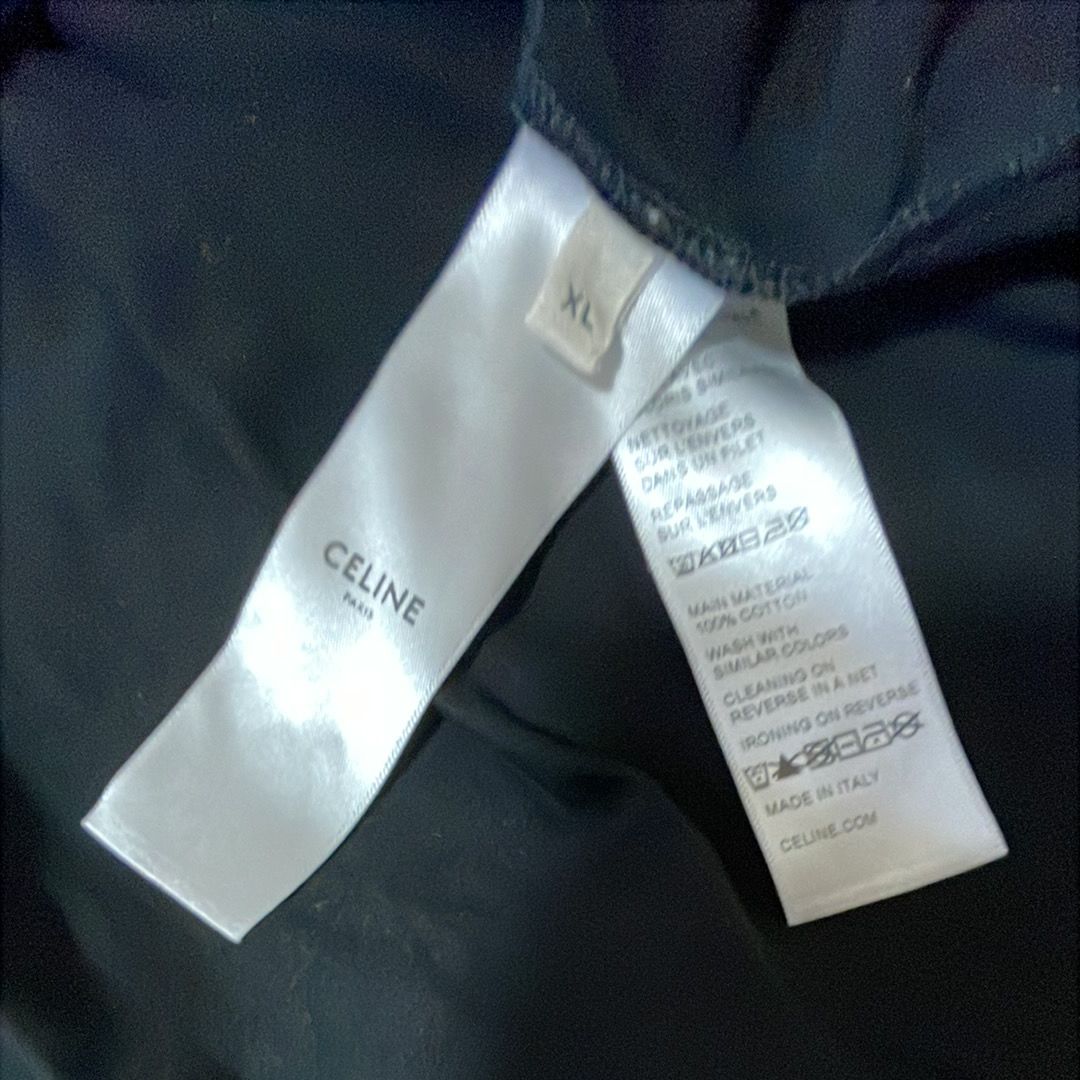 XL
CELINE
PARIS
NETTOYAGE
SUR L'ENVERS
DANS UN FILET
REPASSAGE
SUR L'ENVERS
MAIN MATERIAL
100% COTTON
WASH WITH
SIMILAR COLORS
CLEANING ON
REVERSE IN A NET
IRONING ON REVERSE
MADE IN ITALY
CELINE.COM